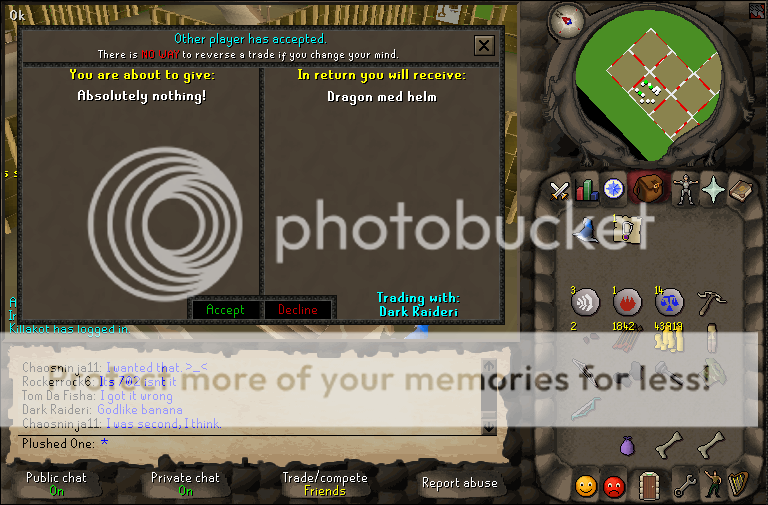 Ok
Other player has accepted.
There is NO WAY to reverse a trade if you change your mind.
You are about to give:
Absolutely nothing!
In return you will receive:
Dragon med helm
photobucket
Accept
Decline
Trading with:
Dark Raideri
Killakot has logged in
more of your memories for less!
Chaosninja11: I wanted that. >_<
Rockerrock6: Its 702 isnt it
Tom Da Fisha: I got it wrong
Dark Raideri: Godlike banana
Chaosninja11: I was second, I think.
Plushed One: *
Public chat
On
Private chat
On
Trade/compete
Friends
Report abuse
3
1
14
2
1842